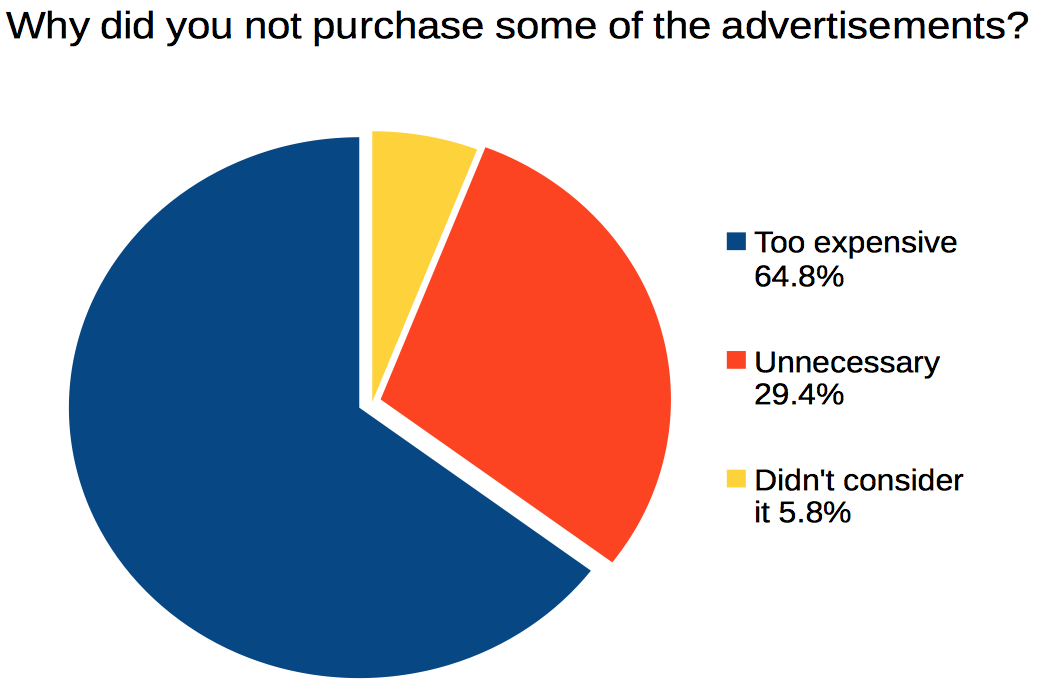 Why did you not purchase some of the advertisements?
Too expensive
64.8%
Unnecessary
29.4%
Didn't consider
it 5.8%